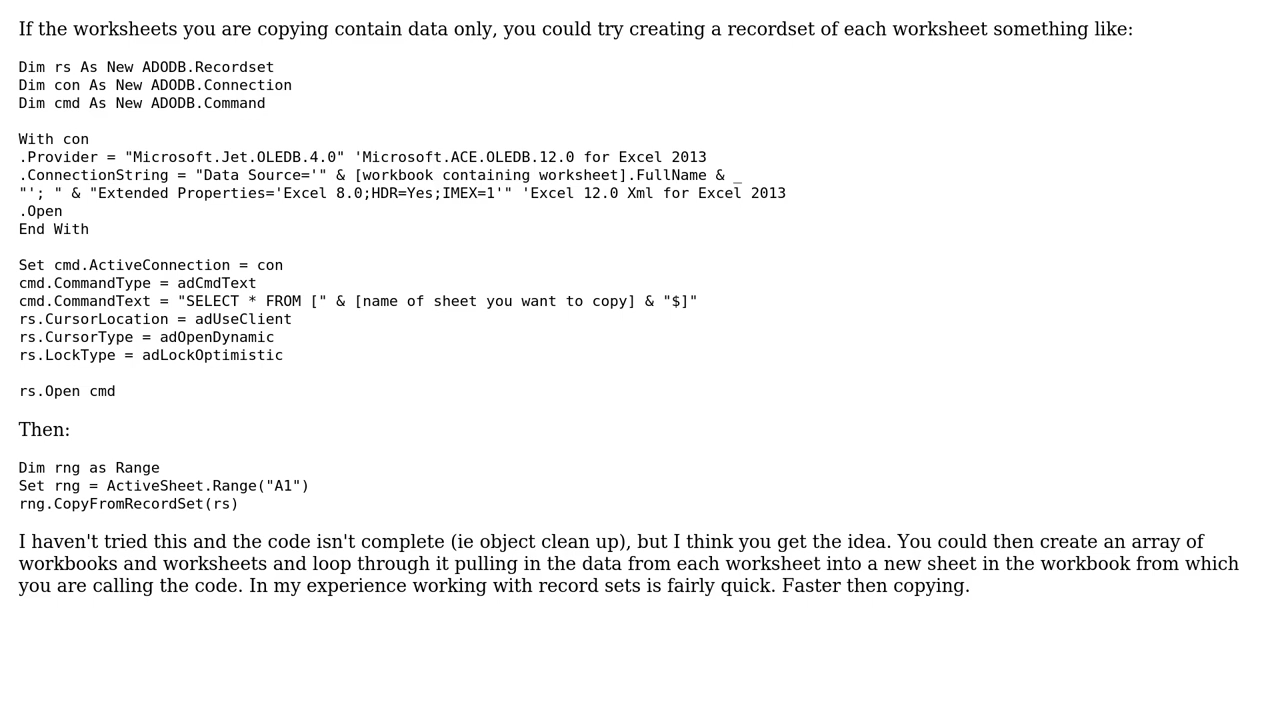 If the worksheets you are copying contain data only, you could try creating a recordset of each worksheet something like:
Dim rs As New ADODB.Recordset
Dim con As New ADODB.Connection
Dim cmd As New ADODB.Command
With con
.Provider = "Microsoft.Jet.OLEDB.4.0" 'Microsoft.ACE.OLEDB.12.0 for Excel 2013
.ConnectionString = "Data Source='" & [workbook containing worksheet].FullName & _
"'; " & "Extended Properties='Excel 8.0;HDR=Yes;IMEX=1'" 'Excel 12.0 Xml for Excel 2013
.Open
End With
Set cmd.ActiveConnection = con
cmd.CommandType = adCmdText
cmd.CommandText = "SELECT * FROM [" & [name of sheet you want to copy] & "$]"
rs.CursorLocation = adUseClient
rs.CursorType = adOpenDynamic
rs.LockType = adLockOptimistic
rs.Open cmd
Then:
Dim rng as Range
Set rng = ActiveSheet.Range("A1")
rng.CopyFromRecordSet(rs)
I haven't tried this and the code isn't complete (ie object clean up), but I think you get the idea. You could then create an array of
workbooks and worksheets and loop through it pulling in the data from each worksheet into a new sheet in the workbook from which
you are calling the code. In my experience working with record sets is fairly quick. Faster then copying.